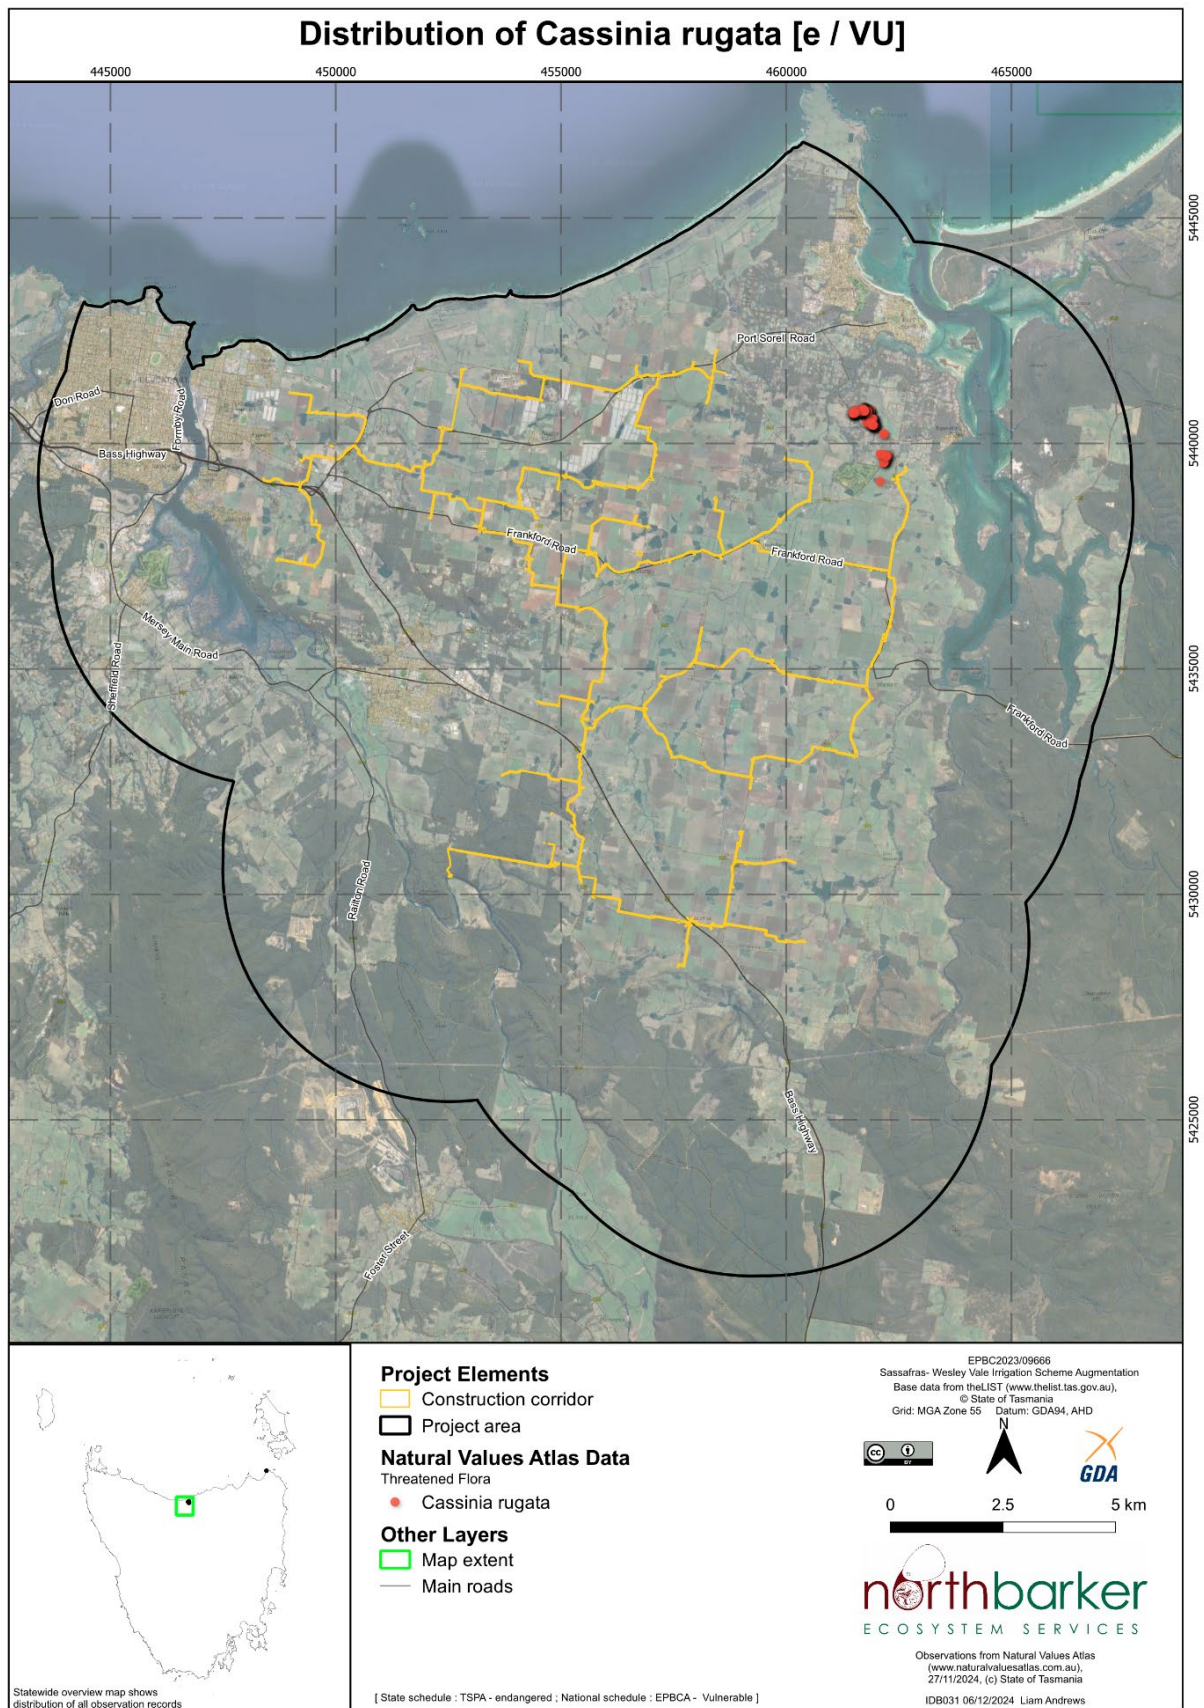 Distribution of Cassinia rugata [e / VU]
445000
450000
455000
460000
465000
5445000
5440000
5435000
5430000
5425000
Port Sorell Road
Don Road
Formby Road
Bass Highway
Frankford Road
Frankford Road
Mersey Main Road
Sheffield Road
Frankford Road
Railton Road
Bass Highway
Foster Street
Statewide overview map shows
distribution of all observation records
Project Elements
Construction corridor
Project area
Natural Values Atlas Data
Threatened Flora
Cassinia rugata
Other Layers
Map extent
Main roads
[ State schedule : TSPA - endangered ; National schedule : EPBCA - Vulnerable ]
EPBC2023/09666
Sassafras- Wesley Vale Irrigation Scheme Augmentation
Base data from theLIST (www.thelist.tas.gov.au),
© State of Tasmania
Grid: MGA Zone 55 Datum: GDA94, AHD
N
cc
BY
GDA
0 2.5 5 km
northbarker
ECOSYSTEM SERVICES
Observations from Natural Values Atlas
(www.naturalvaluesatlas.com.au),
27/11/2024, (c) State of Tasmania
IDB031 06/12/2024 Liam Andrews